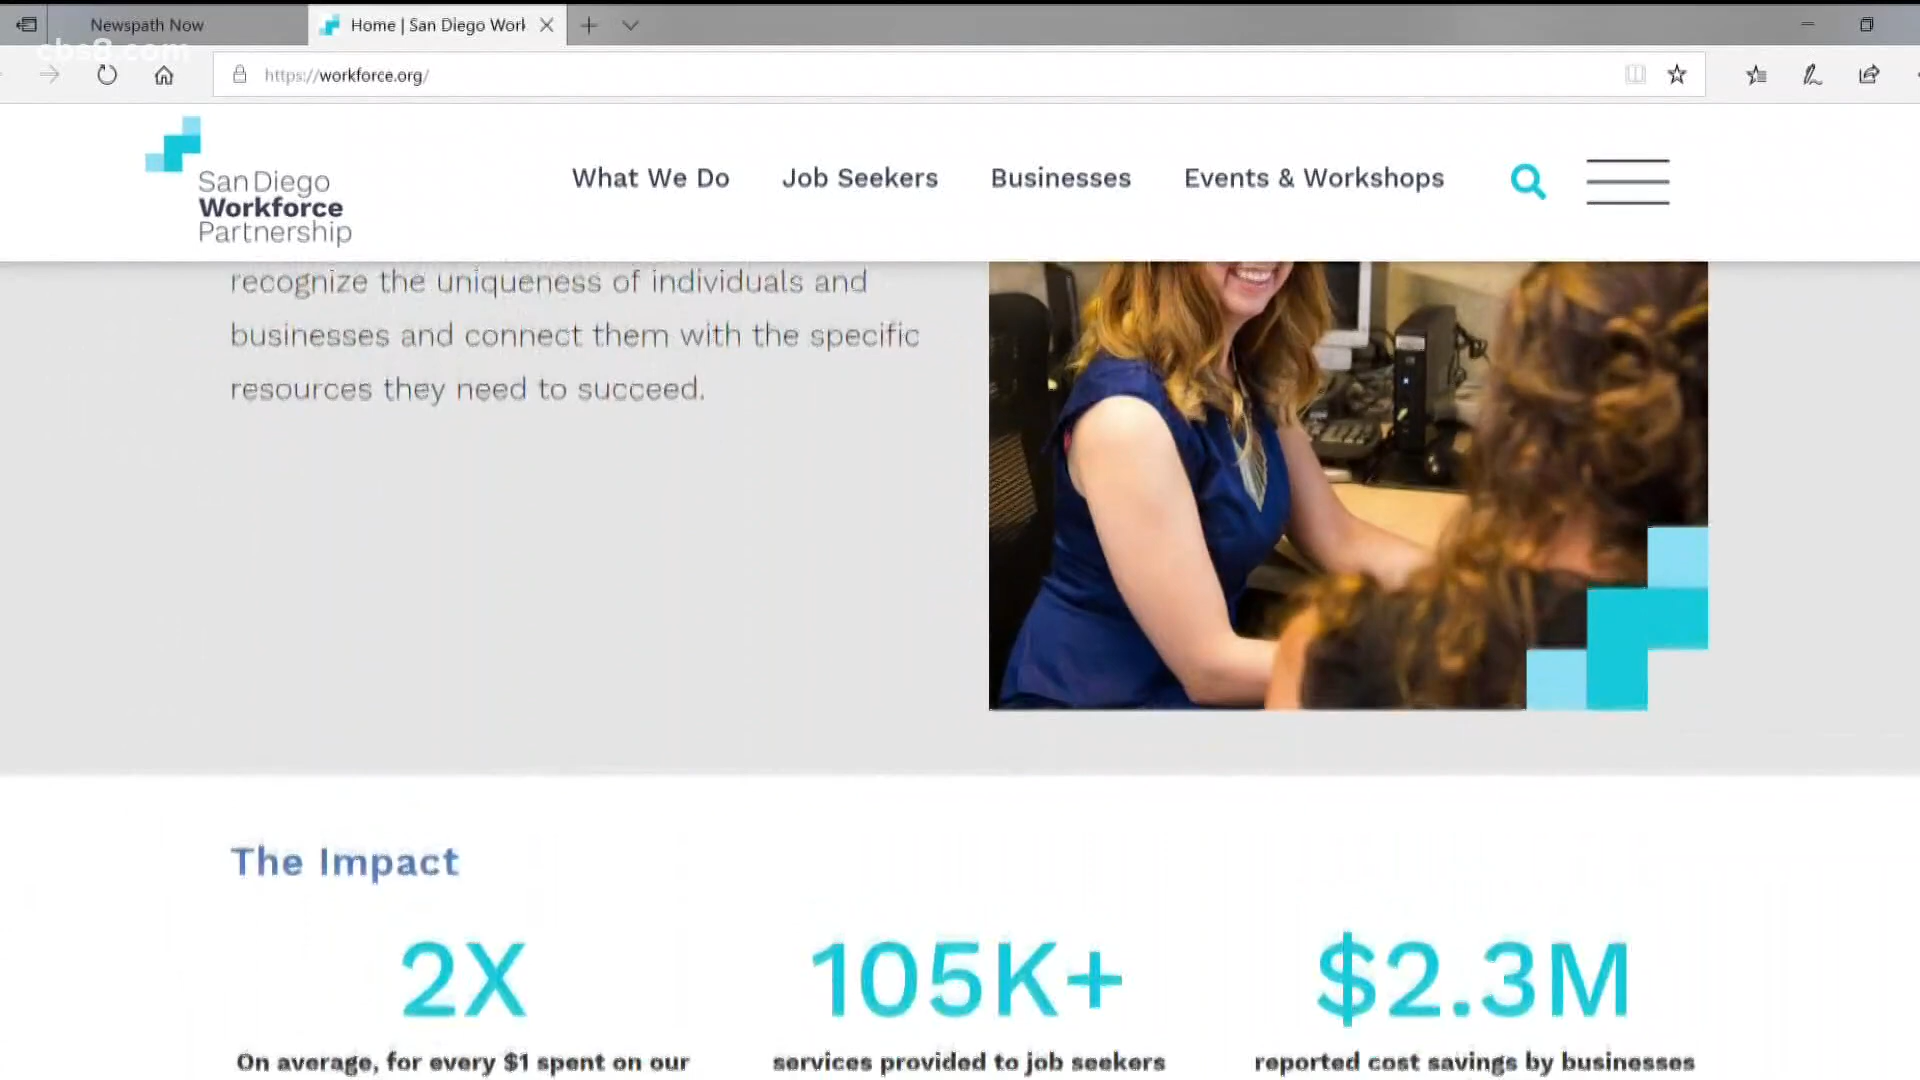 Newspath Now
Home | San Diego Work
cbs8.com
https://workforce.org/
San Diego
Workforce
Partnership
What We Do
Job Seekers
Businesses
Events & Workshops
recognize the uniqueness of individuals and
businesses and connect them with the specific
resources they need to succeed.
The Impact
2X
On average, for every $1 spent on our
105K+
services provided to job seekers
$2.3M
reported cost savings by businesses